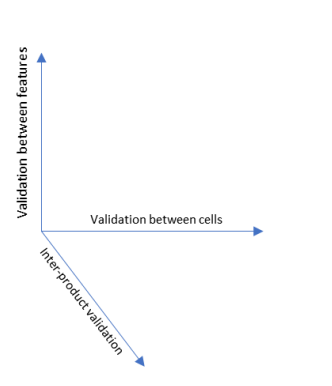 Validation between features
Validation between cells
Inter-product validation